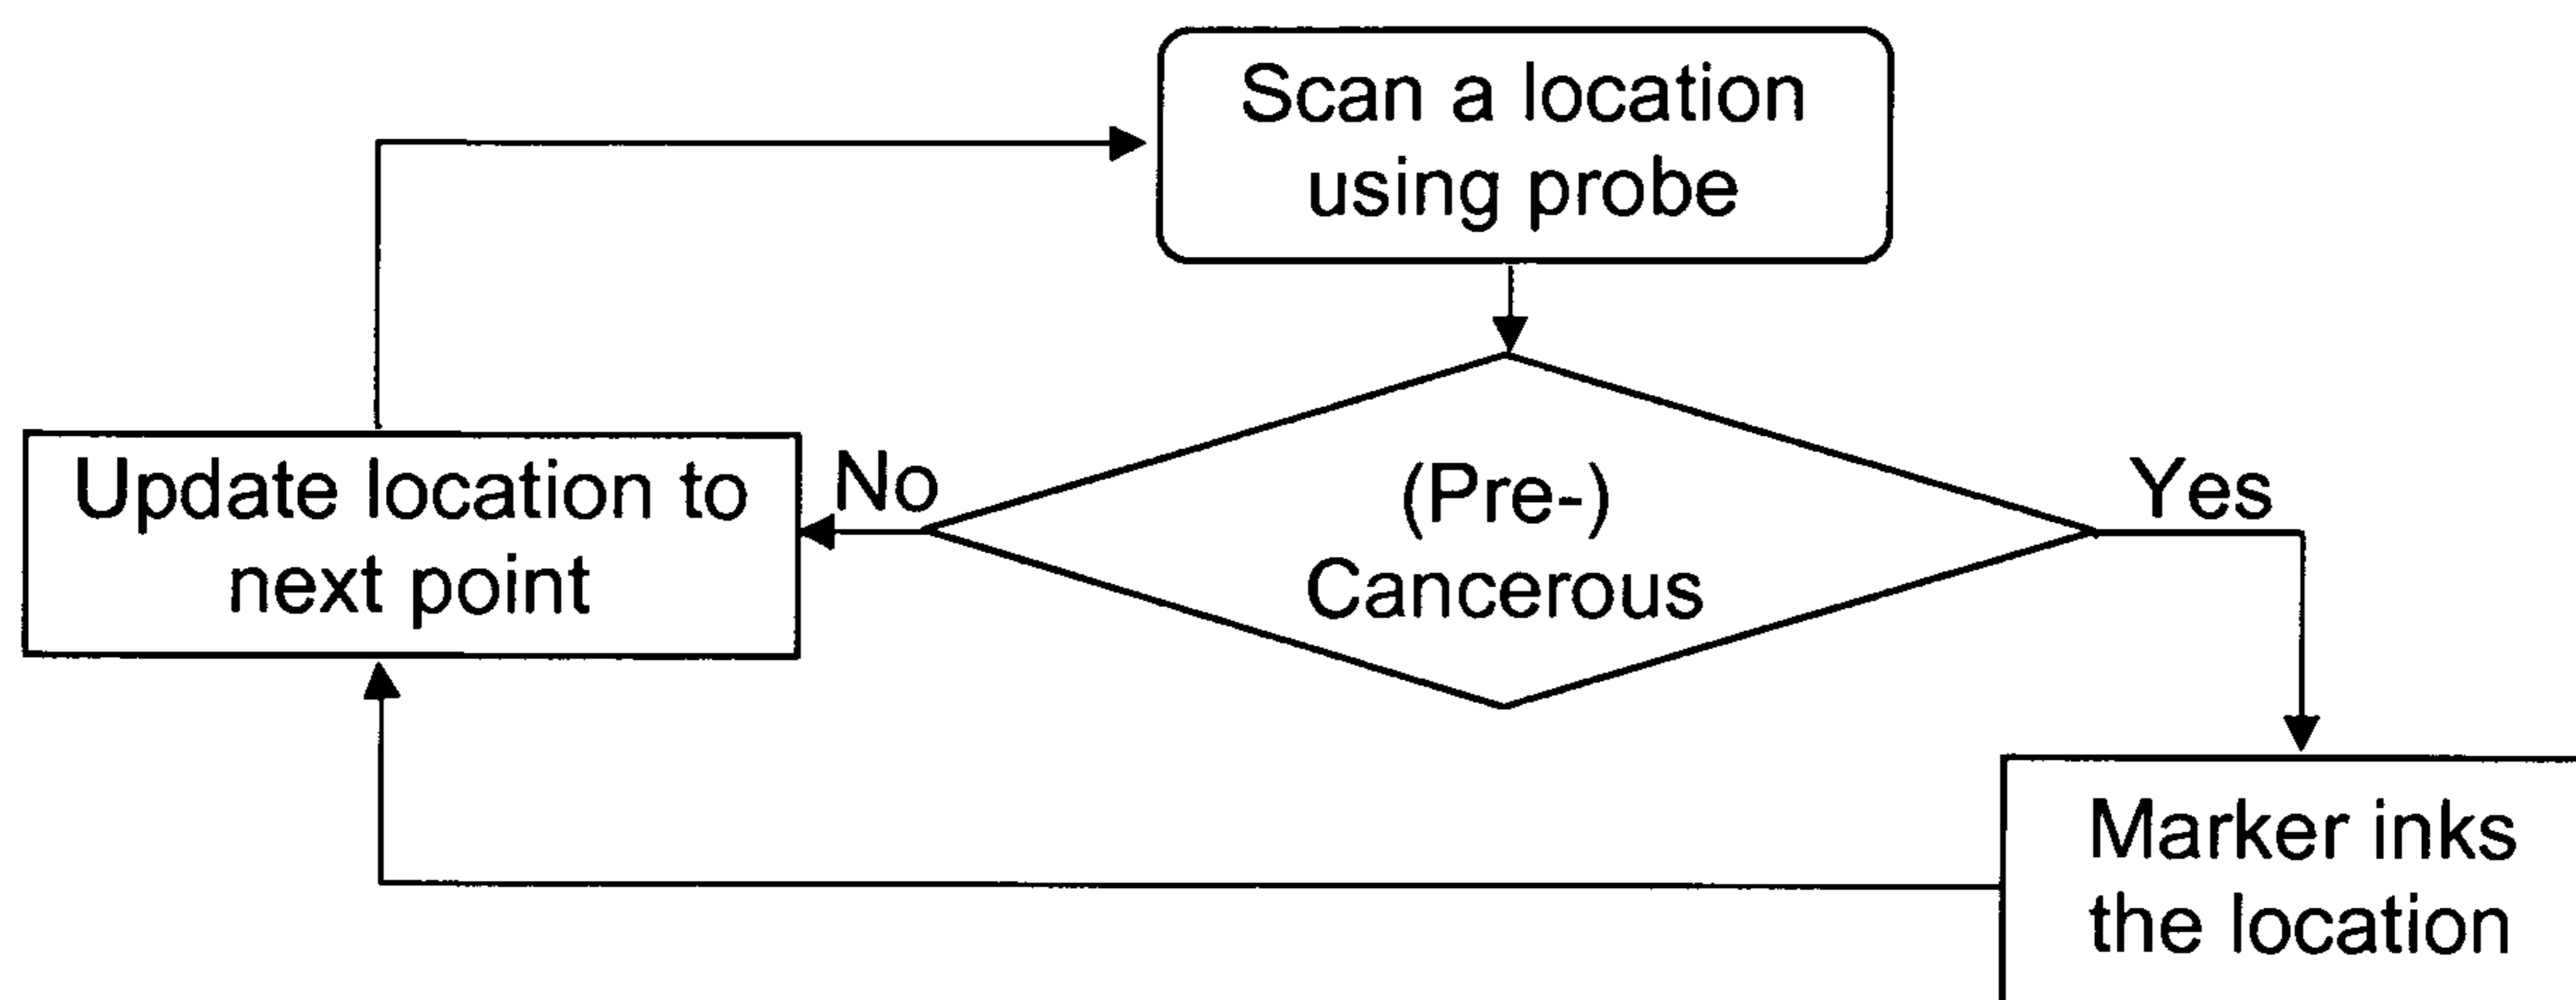 Scan a location
using probe
Update location to
next point
No
(Pre-)
Cancerous
Yes
Marker inks
the location